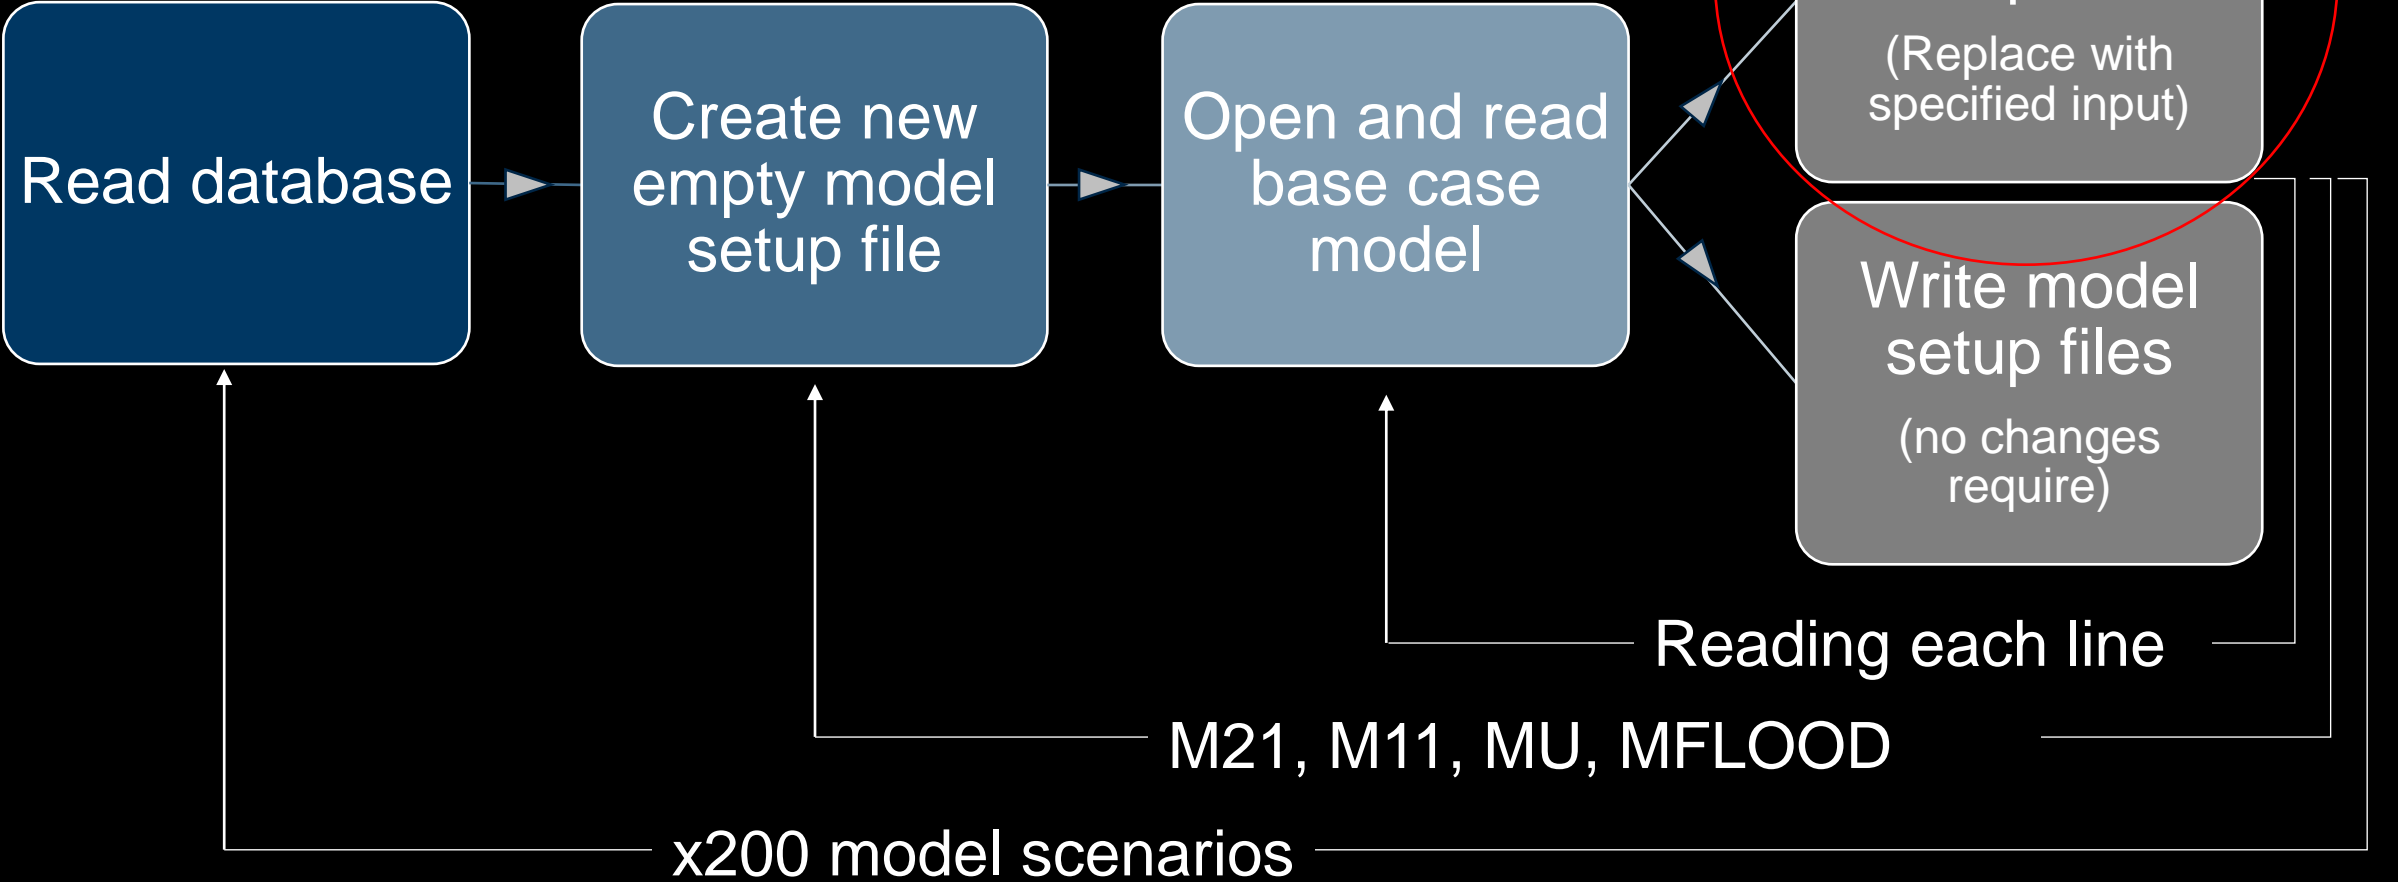 Read database
Create new
empty model
setup file
Open and read
base case
model
(Replace with
specified input)
Write model
setup files
(no changes
require)
Reading each line
M21, M11, MU, MFLOOD
x200 model scenarios